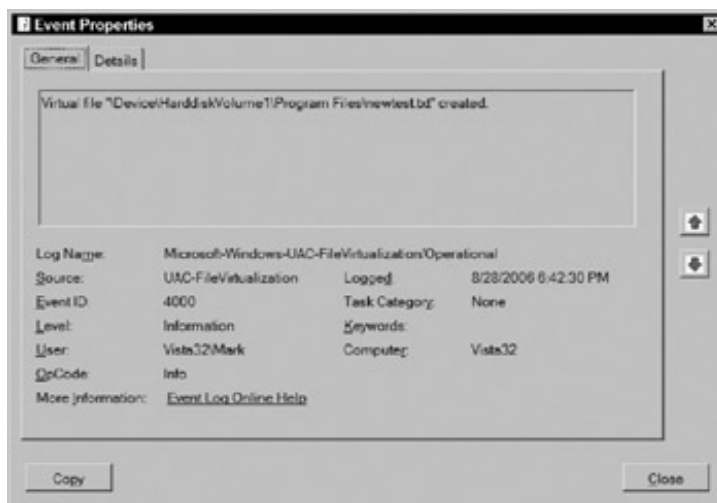 Event Properties
General Details
Virtual file "\Device\HarddiskVolume1\Program Files\newtest.txt" created.
Log Name: Microsoft-Windows-UAC-FileVirtualization/Operational
Source: UAC-FileVirtualization Logged: 8/28/2006 6:42:30 PM
Event ID: 4000 Task Category: None
Level: Information Keywords:
User: Vista32\Mark Computer: Vista32
OpCode: Info
More Information: Event Log Online Help
Copy Close